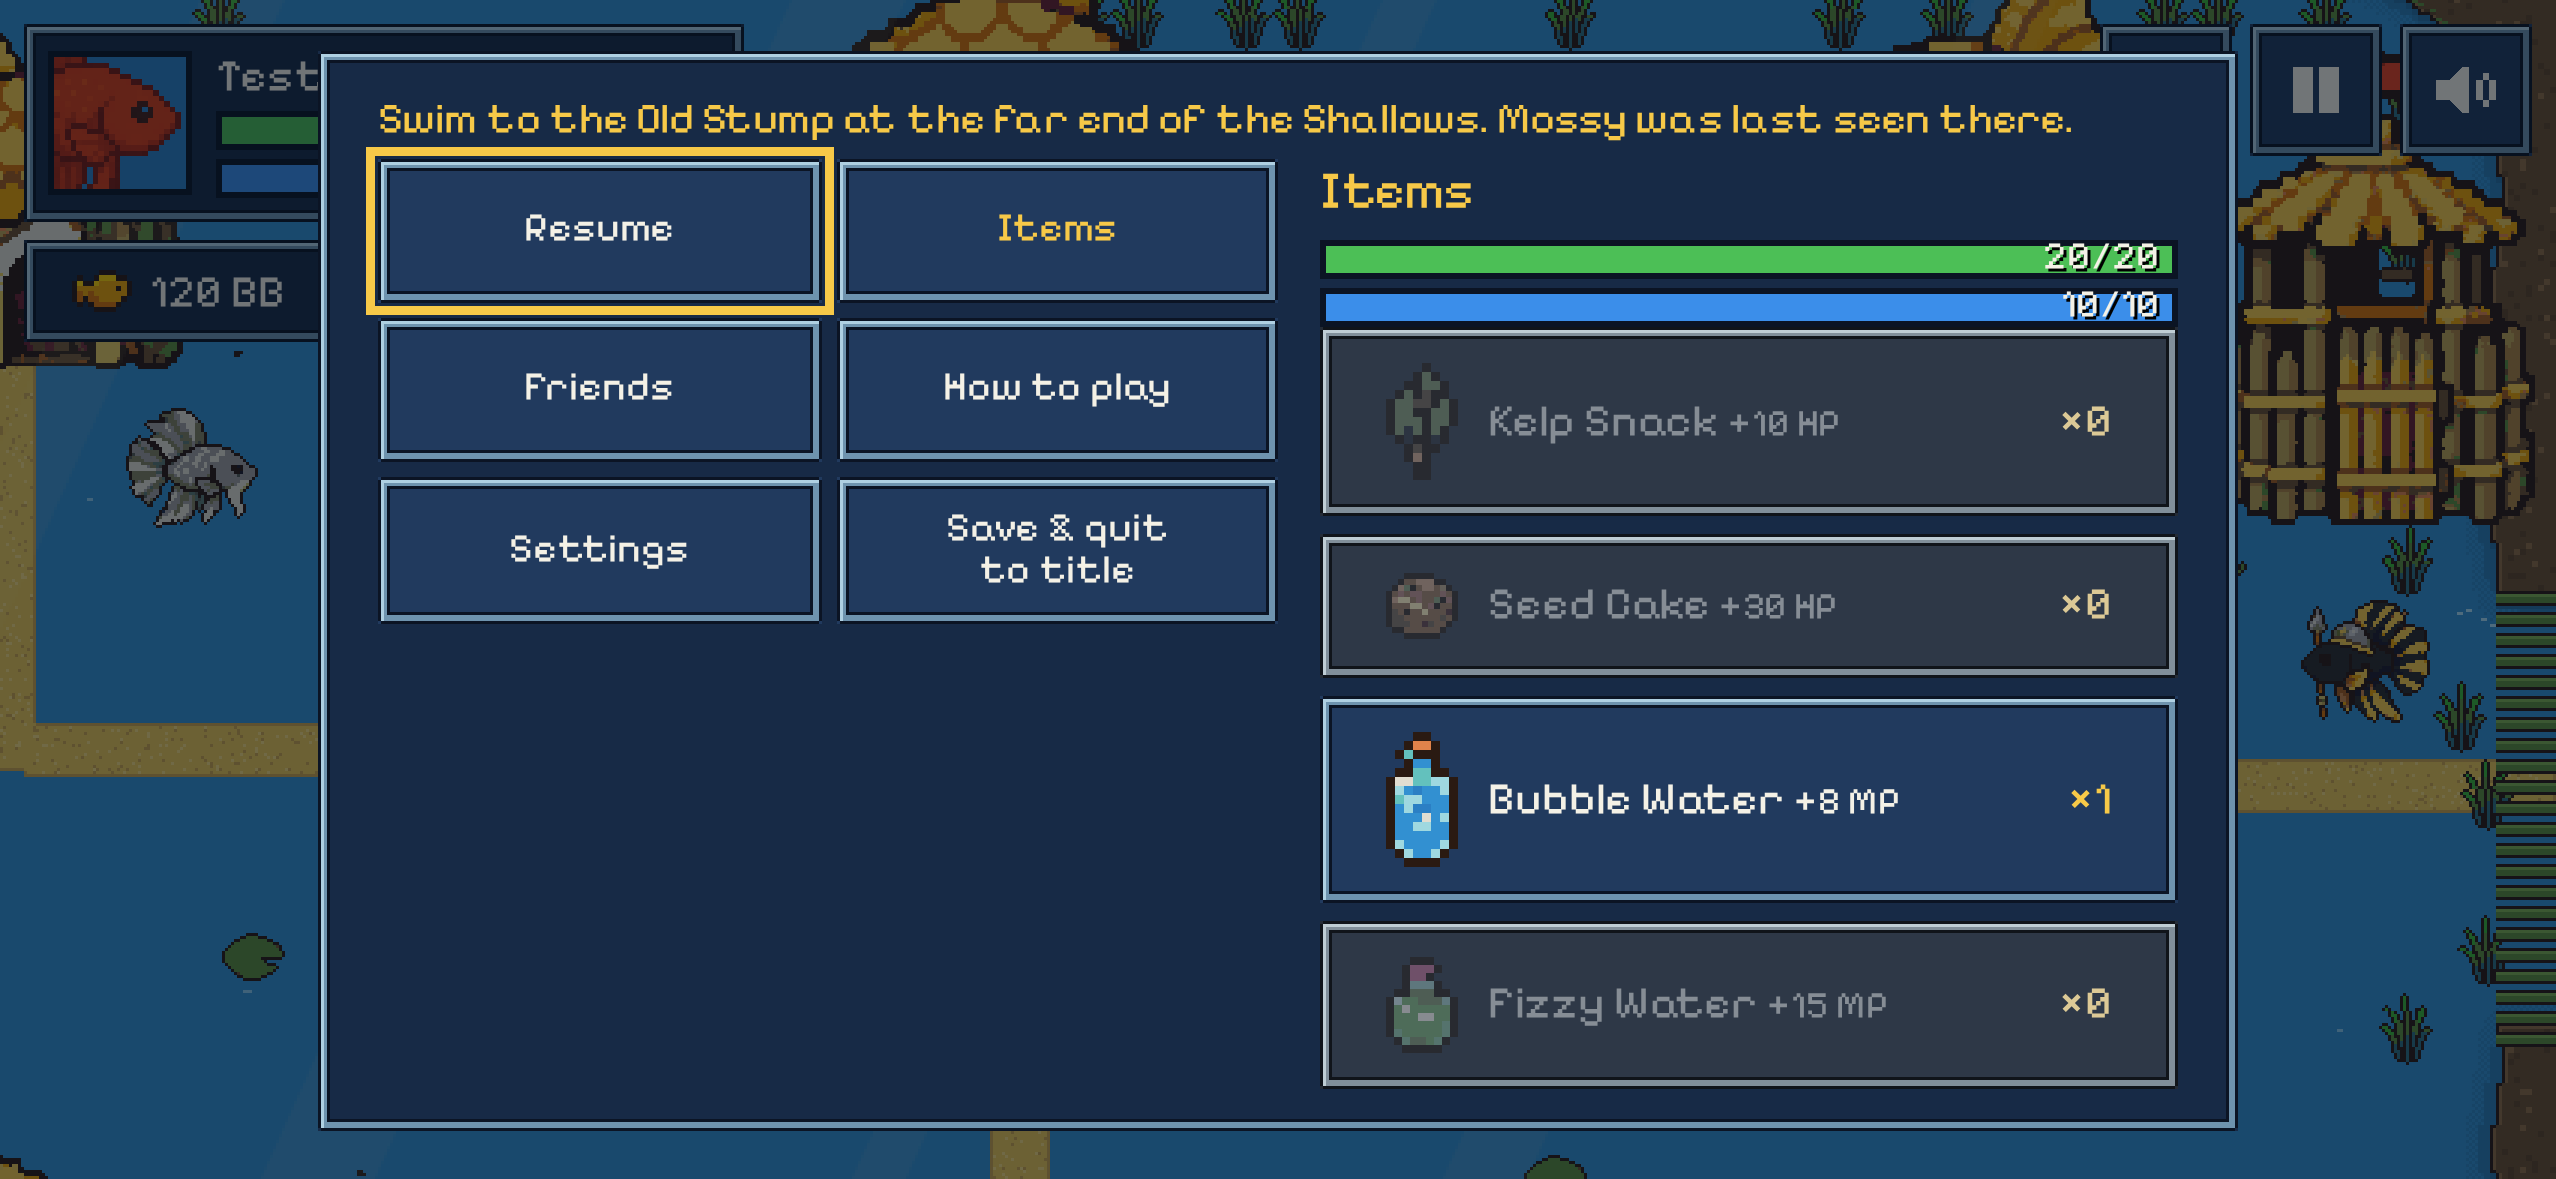 Test
120 BB
Swim to the Old Stump at the far end of the Shallows. Mossy was last seen there.
Resume
Items
Friends
How to play
Settings
Save & quit
to title
Items
20/20
10/10
Kelp Snack +10 HP ×0
Seed Cake +30 HP ×0
Bubble Water +8 MP ×1
Fizzy Water +15 MP ×0